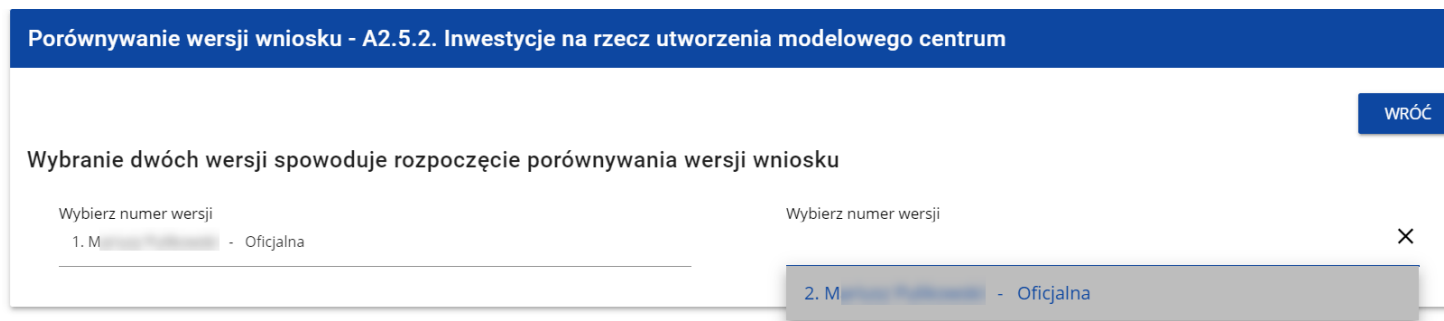 Porównywanie wersji wniosku - A2.5.2. Inwestycje na rzecz utworzenia modelowego centrum
WRÓĆ
Wybranie dwóch wersji spowoduje rozpoczęcie porównywania wersji wniosku
Wybierz numer wersji
1. M - Oficjalna
Wybierz numer wersji
2. M - Oficjalna